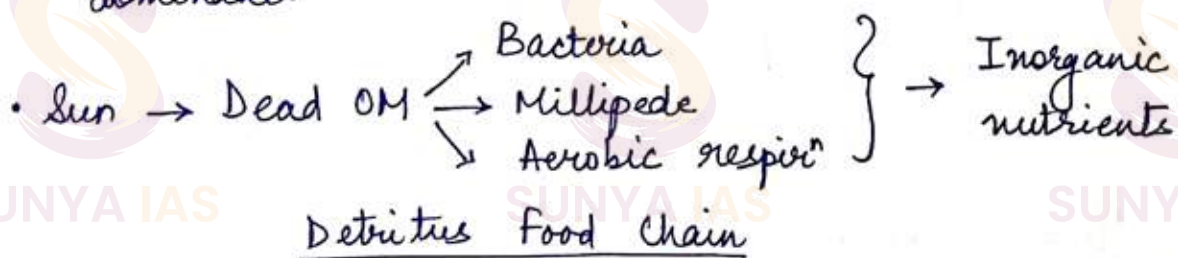 Bacteria
• Sun → Dead OM → Millipede } → Inorganic nutrients
Aerobic respirⁿ
SUNYA IAS SUNYA IAS SUNY
Detritus Food Chain